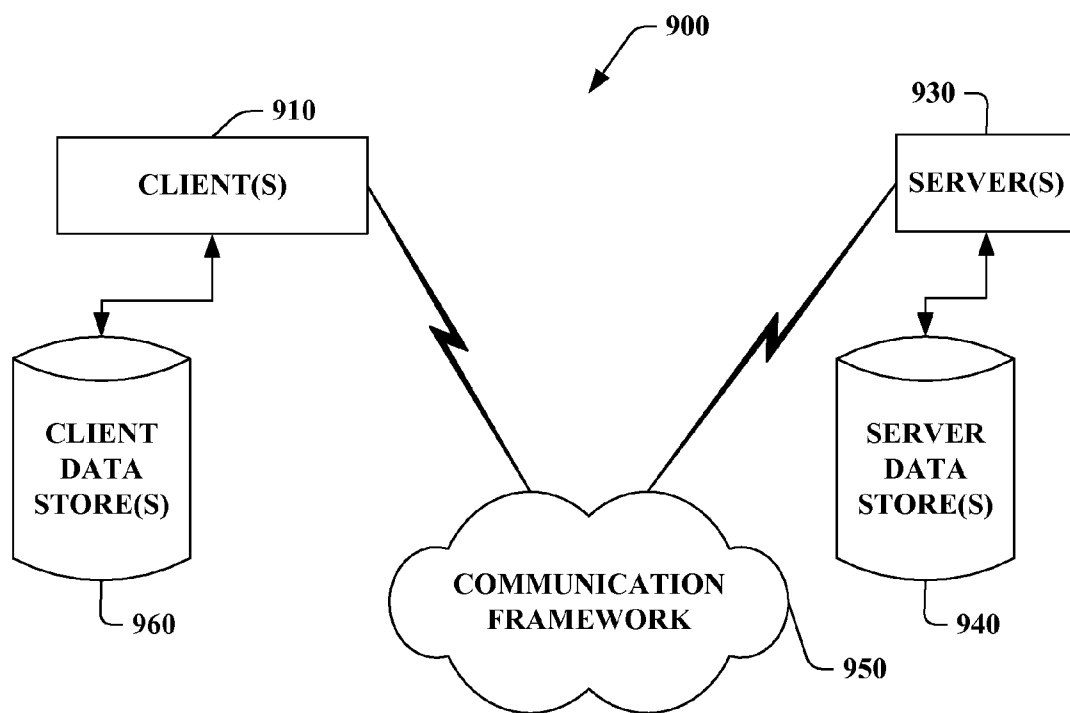 900
910
930
CLIENT(S)
SERVER(S)
CLIENT
DATA
STORE(S)
SERVER
DATA
STORE(S)
COMMUNICATION
FRAMEWORK
960
940
950